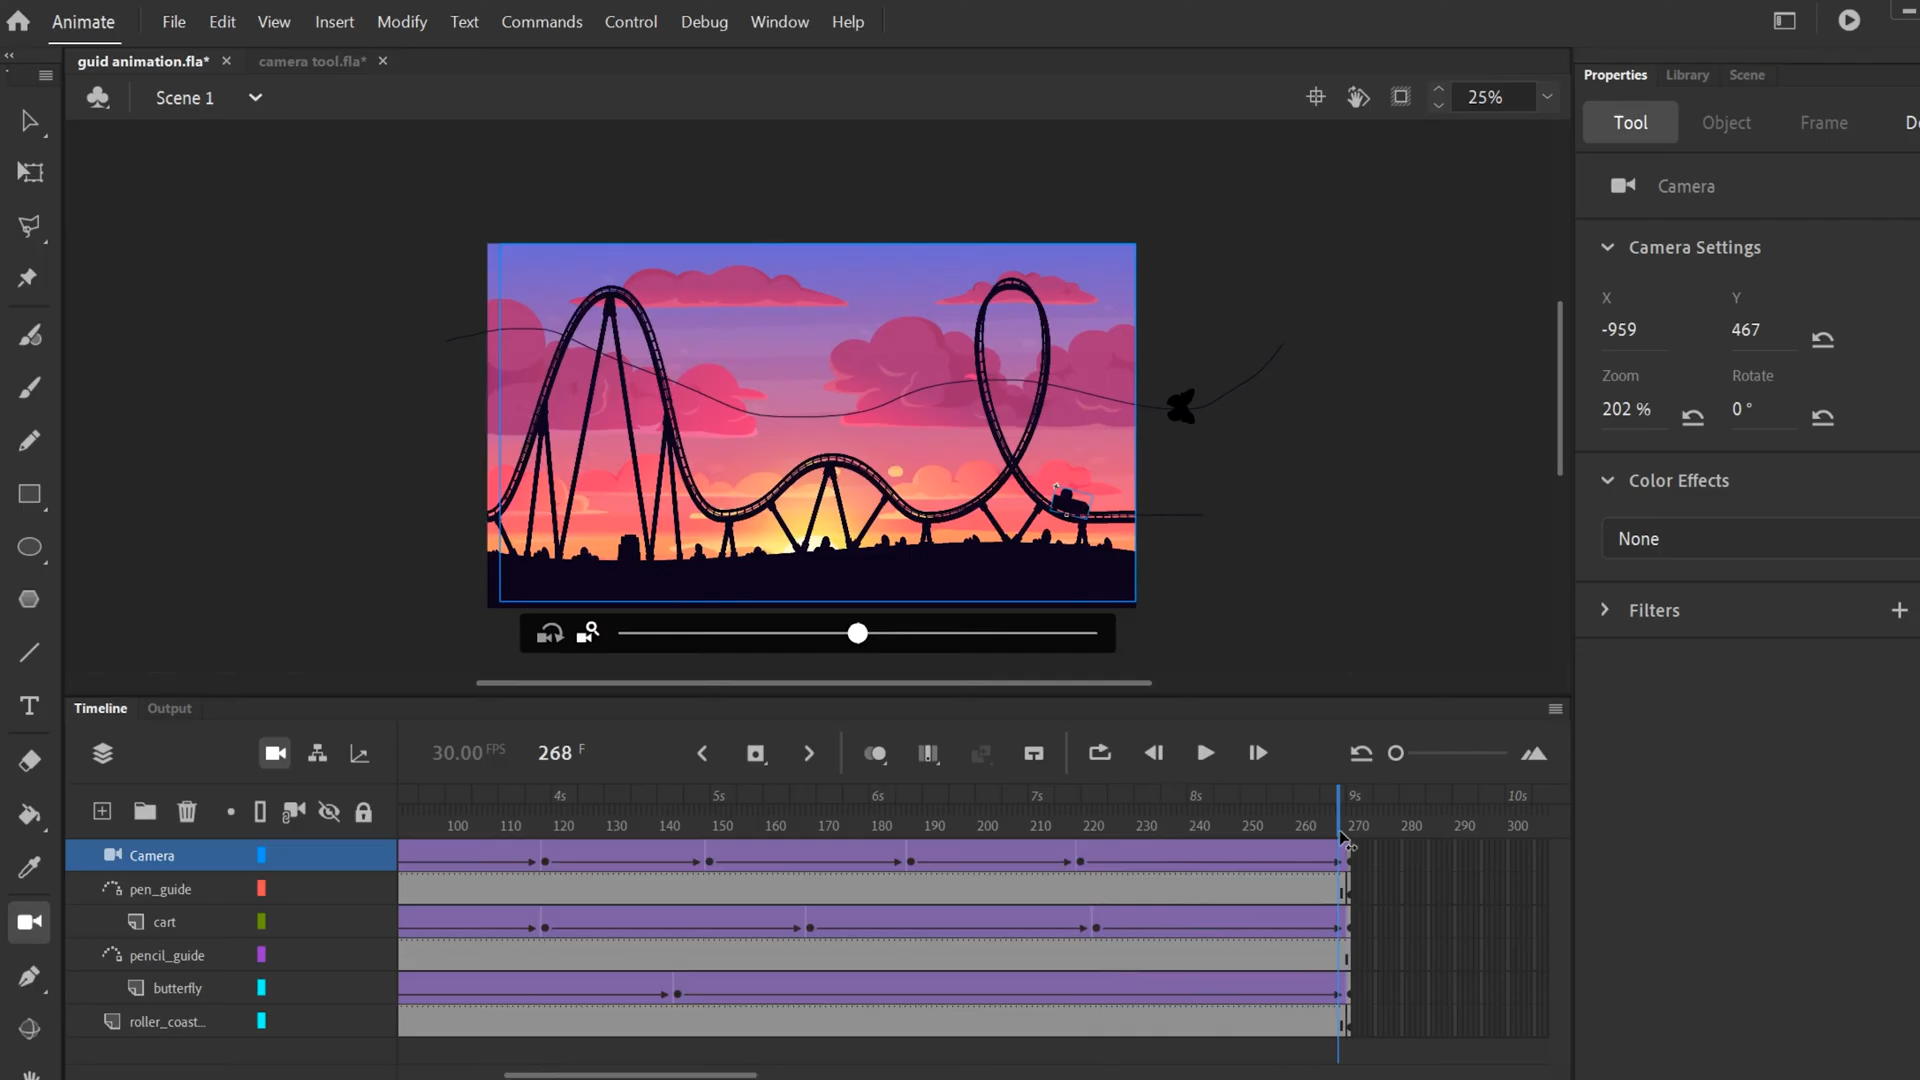 Animate File Edit View Insert Modify Text Commands Control Debug Window Help
guid animation.fla* camera tool.fla*
Scene 1 25%
Properties Library Scene
Tool Object Frame
Camera
Camera Settings
X Y
-959 467
Zoom Rotate
202 % 0 °
Color Effects
None
Filters
Timeline Output
30.00 FPS 268 F
4s 5s 6s 7s 8s 9s 10s
100 110 120 130 140 150 160 170 180 190 200 210 220 230 240 250 260 270 280 290 300
Camera
pen_guide
cart
pencil_guide
butterfly
roller_coast...
T